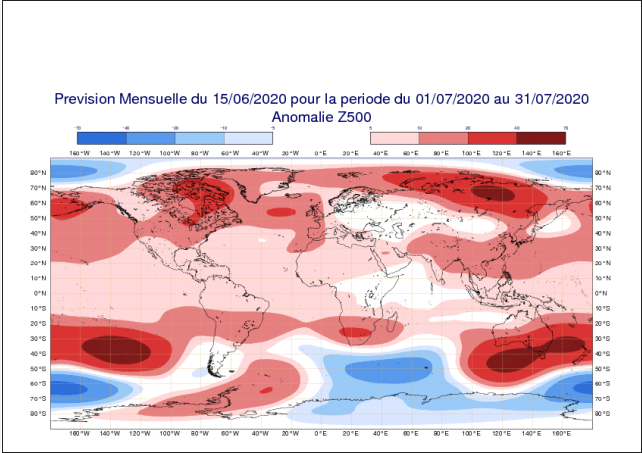 Prevision Mensuelle du 15/06/2020 pour la periode du 01/07/2020 au 31/07/2020
Anomalie Z500
160°W 140°W 120°W 100°W 80°W 60°W 40°W 20°W 0°E 20°E 40°E 60°E 80°E 100°E 120°E 140°E 160°E
80°N 80°N
70°N 70°N
60°N 60°N
50°N 50°N
40°N 40°N
30°N 30°N
20°N 20°N
10°N 10°N
0°N 0°N
10°S 10°S
20°S 20°S
30°S 30°S
40°S 40°S
50°S 50°S
60°S 60°S
70°S 70°S
80°S 80°S
160°W 140°W 120°W 100°W 80°W 60°W 40°W 20°W 0°E 20°E 40°E 60°E 80°E 100°E 120°E 140°E 160°E